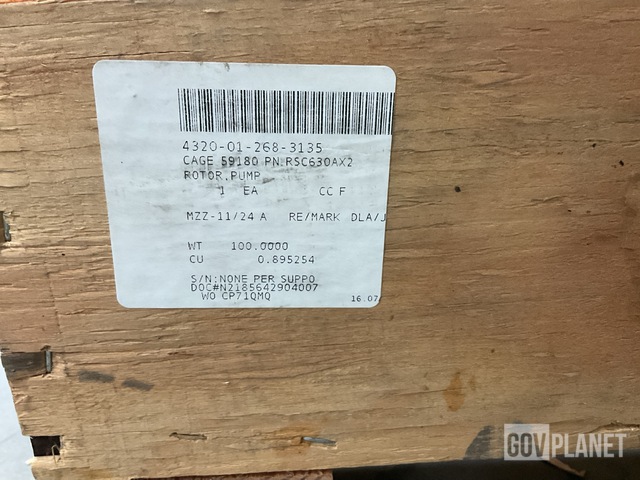 4320-01-268-3135
CAGE 59180 PN.RSC630AX2
ROTOR,PUMP
1 EA CC F
MZZ-11/24 A RE/MARK DLA/J
WT 100.0000
CU 0.895254
S/N:NONE PER SUPPO
DOC#N2185642904007
WO CP71QMQ
16.07
GOVPLANET